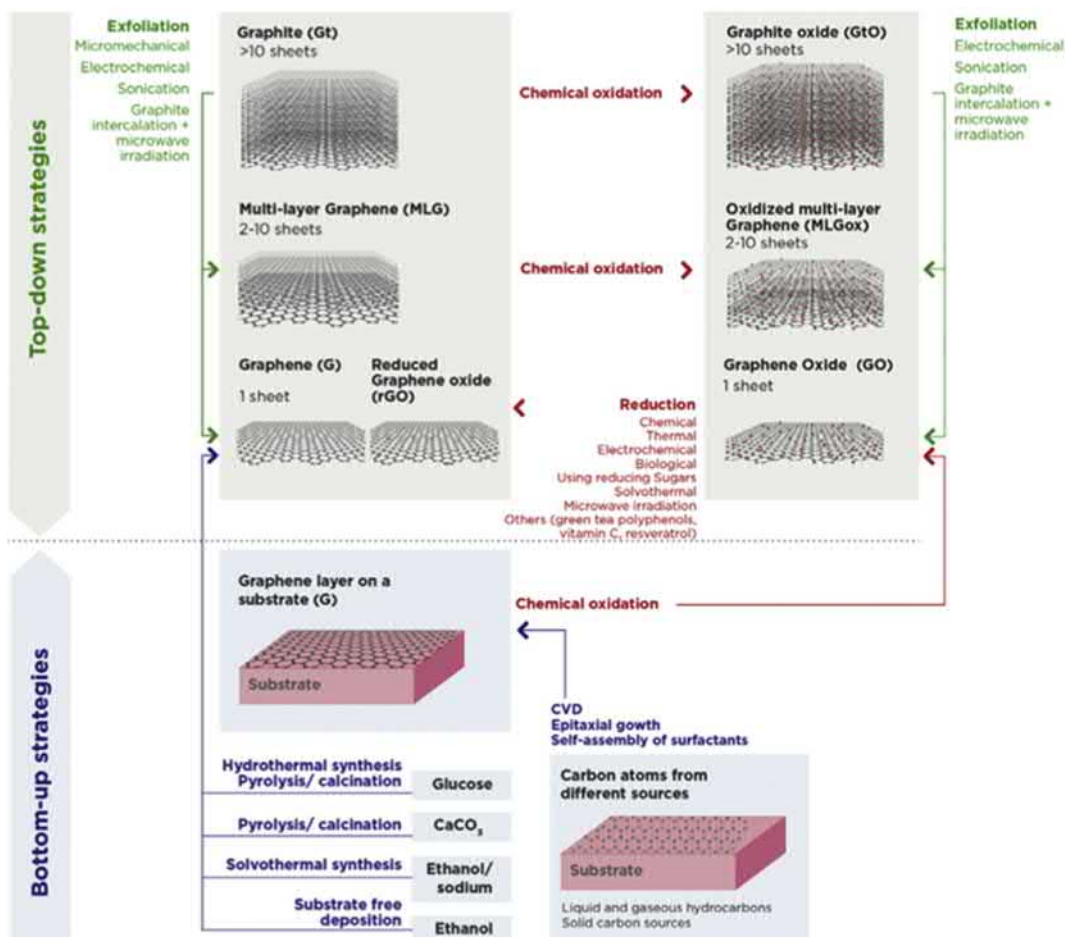 Exfoliation
Micromechanical
Electrochemical
Sonication
Graphite
intercalation +
microwave
irradiation
Graphite (Gt)
>10 sheets
Chemical oxidation
Graphite oxide (GtO)
>10 sheets
Exfoliation
Electrochemical
Sonication
Graphite
intercalation +
microwave
irradiation
Top-down strategies
Multi-layer Graphene (MLG)
2-10 sheets
Chemical oxidation
Oxidized multi-layer
Graphene (MLGox)
2-10 sheets
Graphene (G)
1 sheet
Reduced
Graphene oxide
(rGO)
Reduction
Chemical
Thermal
Electrochemical
Biological
Using reducing Sugars
Solvothermal
Microwave irradiation
Others (green tea polyphenols,
vitamin C, resveratrol)
Graphene Oxide (GO)
1 sheet
Bottom-up strategies
Graphene layer on a
substrate (G)
Substrate
Chemical oxidation
CVD
Epitaxial gowth
Self-assembly of surfactants
Hydrothermal synthesis
Pyrolysis/ calcination
Glucose
Pyrolysis/ calcination
CaCO₃
Solvothermal synthesis
Ethanol/
sodium
Substrate free
deposition
Ethanol
Carbon atoms from
different sources
Substrate
Liquid and gaseous hydrocarbons
Solid carbon sources